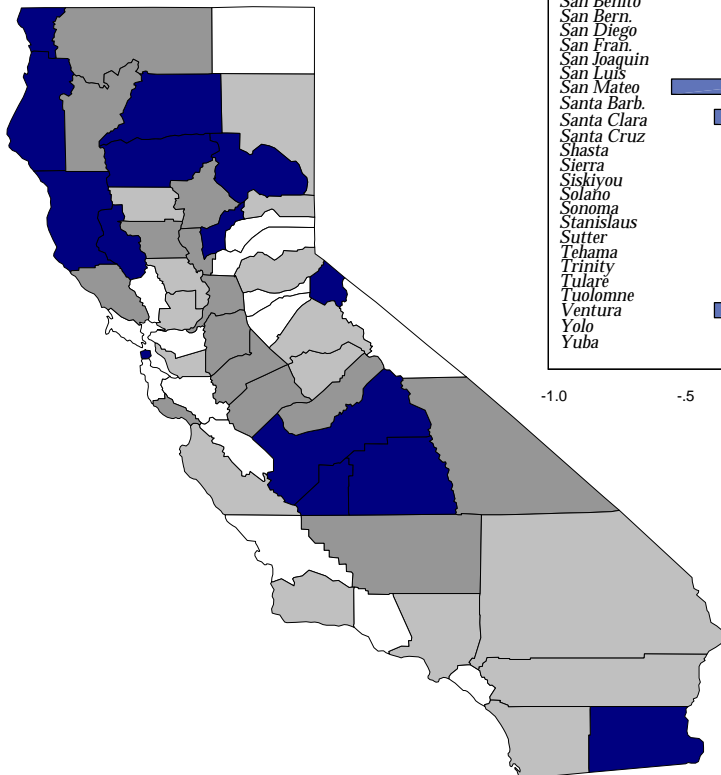 San Benito
San Bern.
San Diego
San Fran.
San Joaquin
San Luis
San Mateo
Santa Barb.
Santa Clara
Santa Cruz
Shasta
Sierra
Siskiyou
Solano
Sonoma
Stanislaus
Sutter
Tehama
Trinity
Tulare
Tuolomne
Ventura
Yolo
Yuba
-1.0 -.5